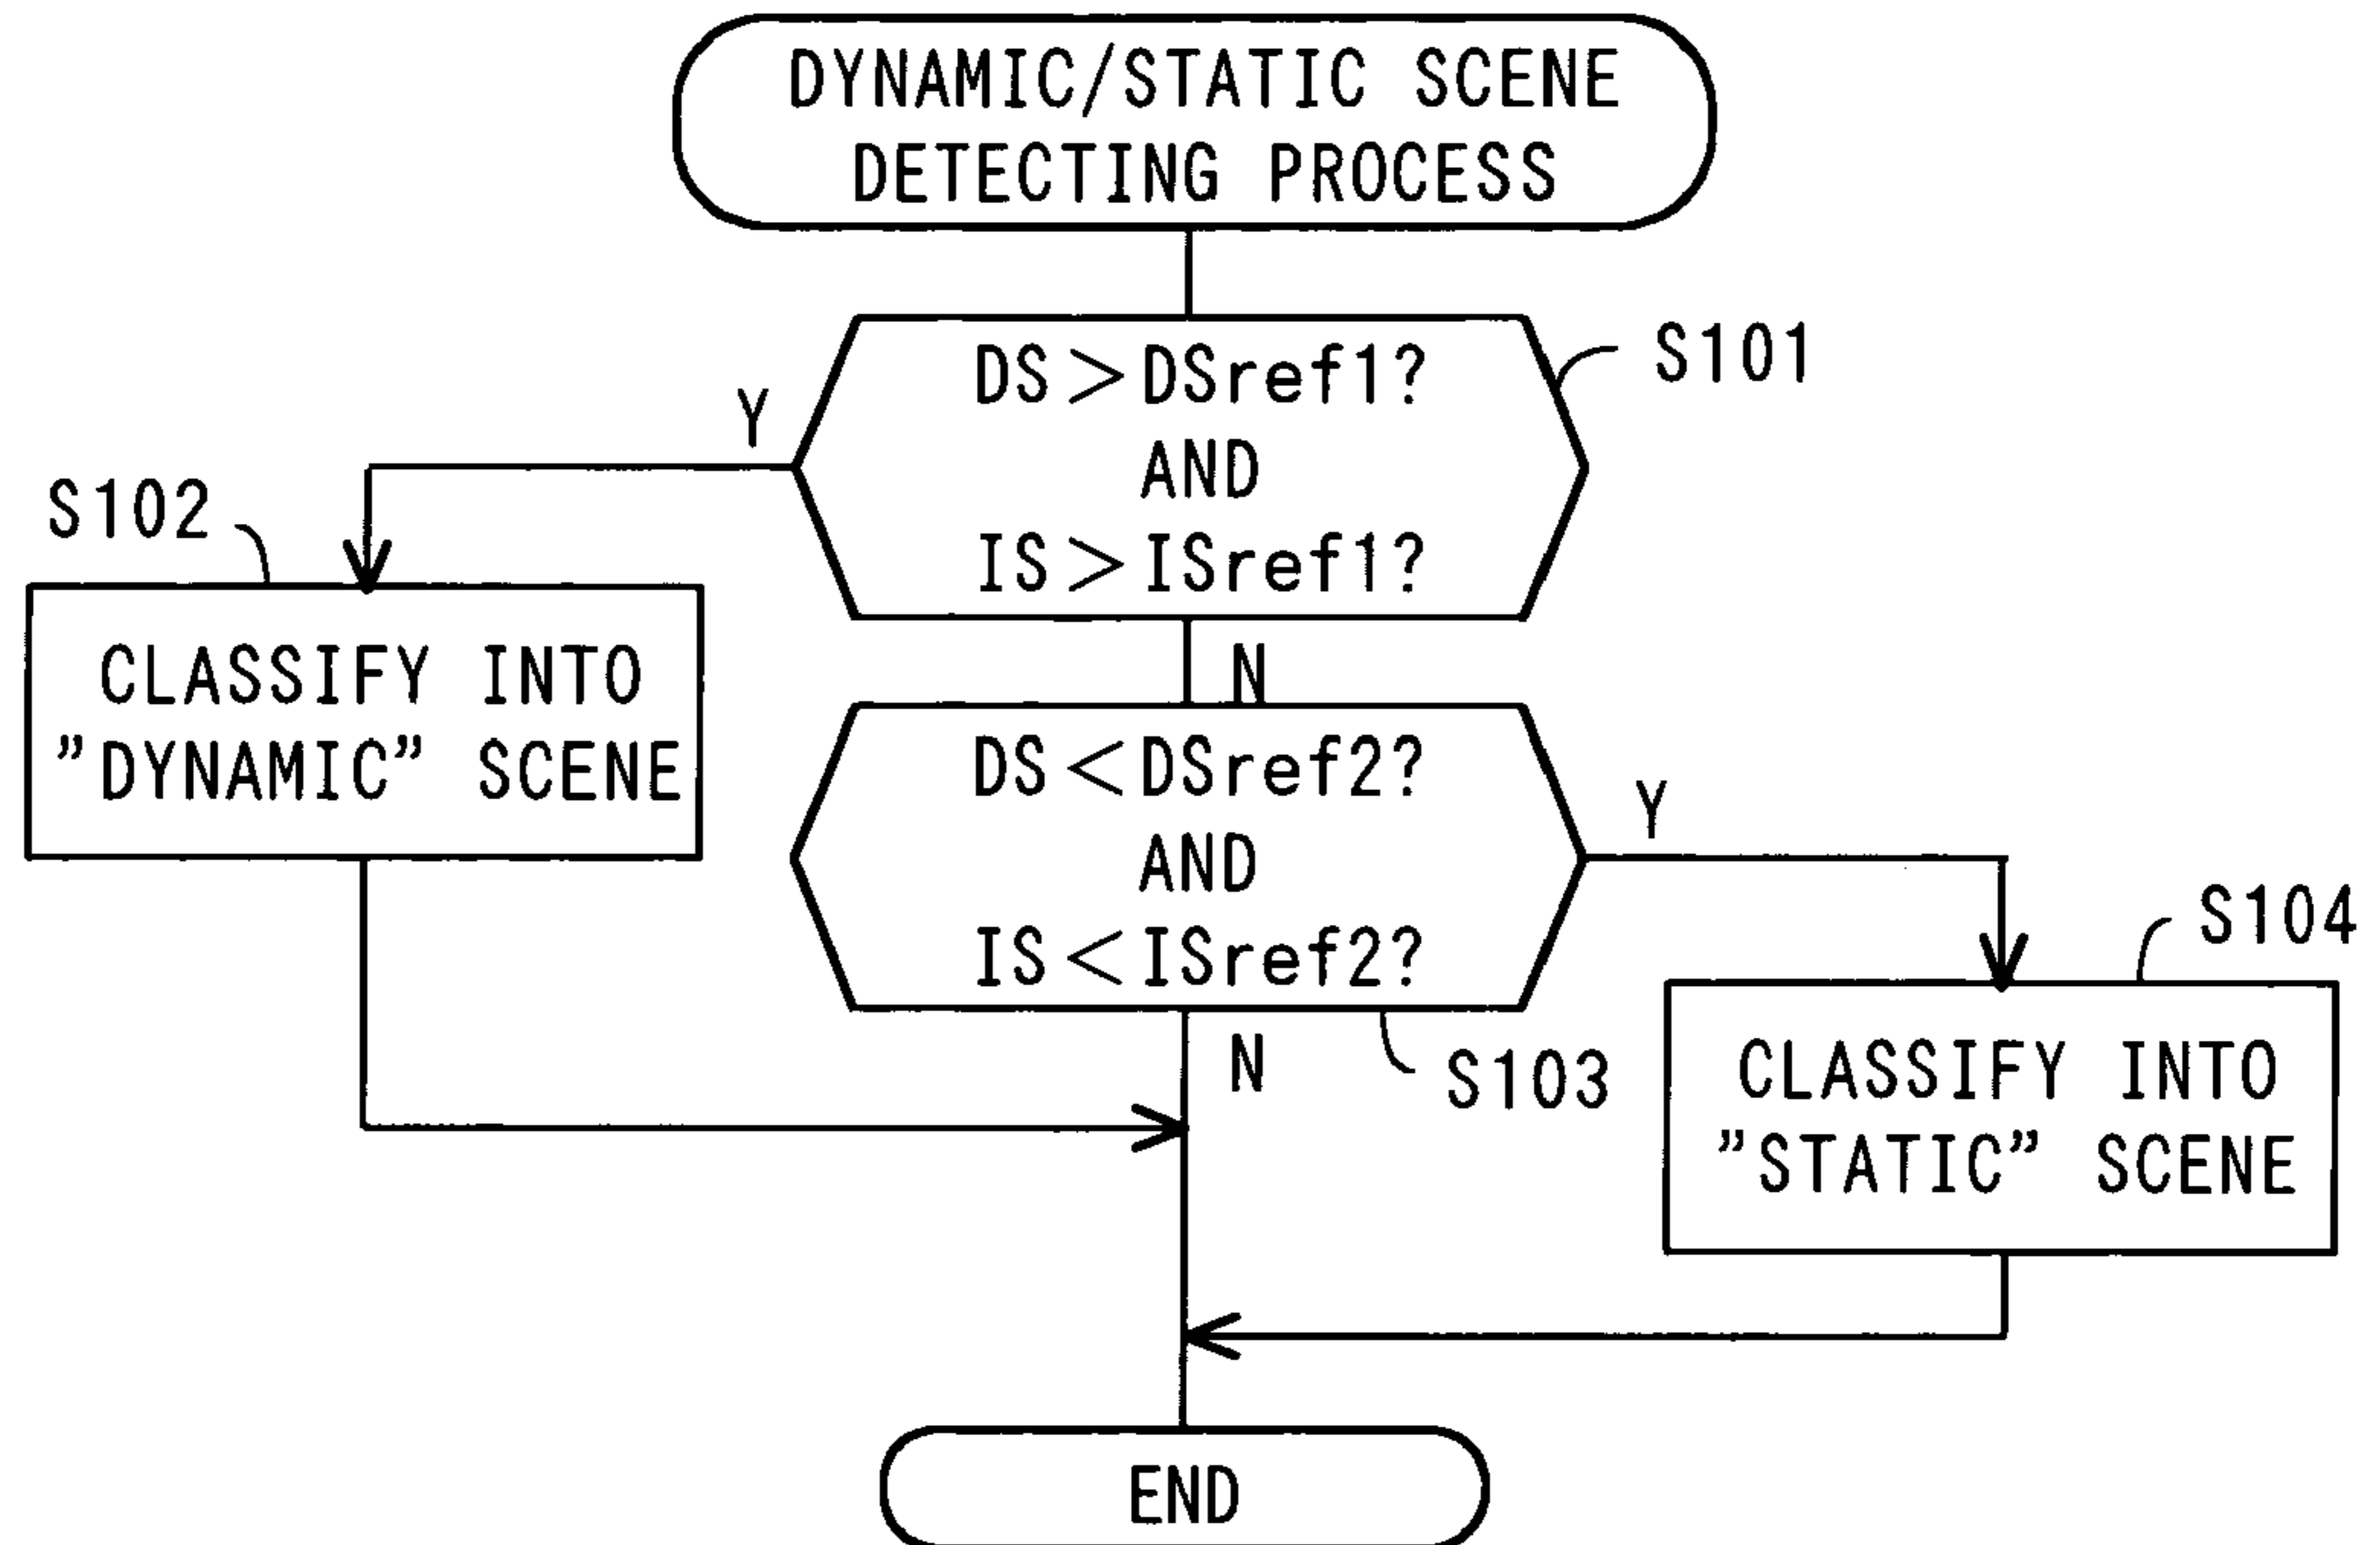 DYNAMIC/STATIC SCENE
DETECTING PROCESS
DS>DSref1?
AND
IS>ISref1?
S101
Y
N
S102
CLASSIFY INTO
"DYNAMIC" SCENE
DS<DSref2?
AND
IS<ISref2?
S103
Y
N
S104
CLASSIFY INTO
"STATIC" SCENE
END